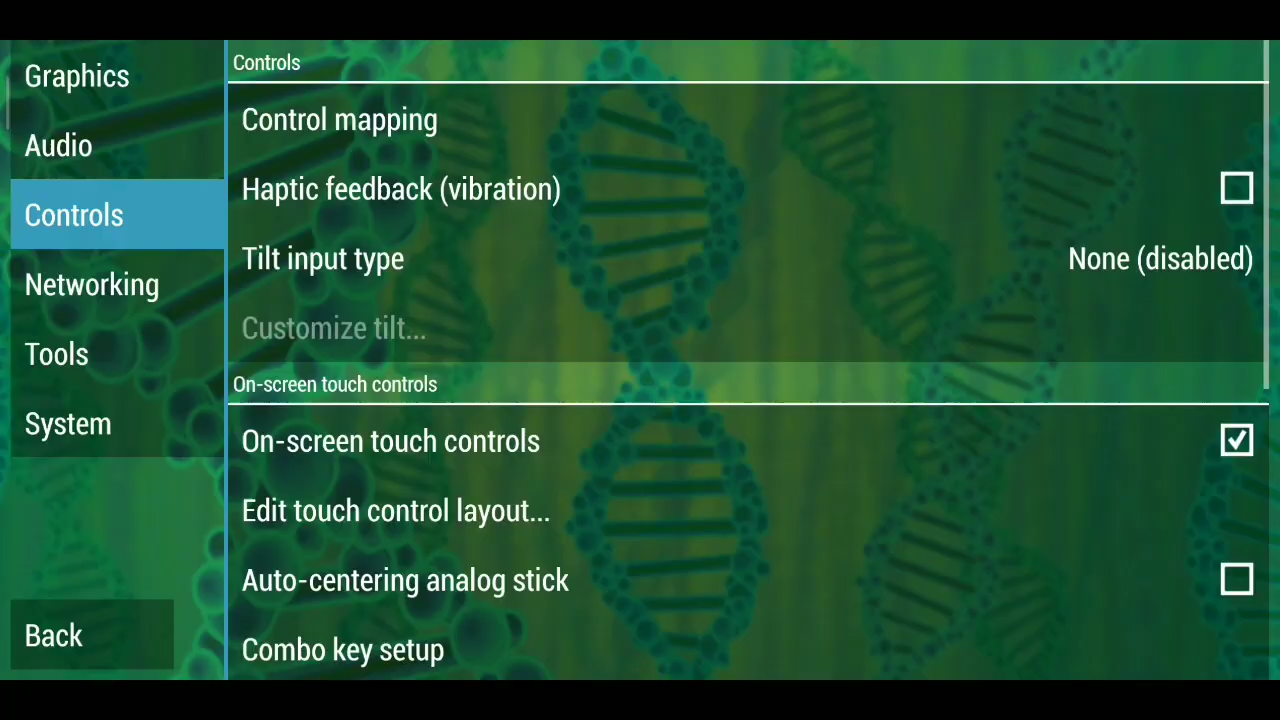 Graphics
Audio
Controls
Networking
Tools
System
Back
Controls
Control mapping
Haptic feedback (vibration)
Tilt input type None (disabled)
Customize tilt...
On-screen touch controls
On-screen touch controls
Edit touch control layout...
Auto-centering analog stick
Combo key setup